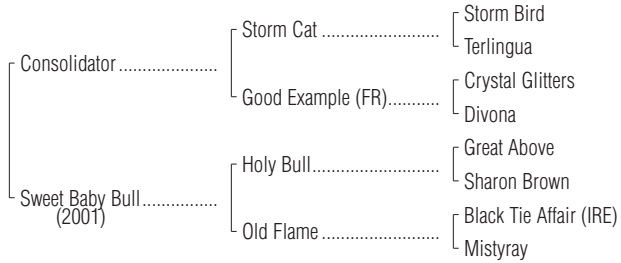 Storm Bird
Storm Cat ........................
Terlingua
Consolidator ....................
Crystal Glitters
Good Example (FR)...........
Divona
Great Above
Holy Bull..........................
Sharon Brown
Sweet Baby Bull...............
(2001)
Black Tie Affair (IRE)
Old Flame ........................
Mistyray